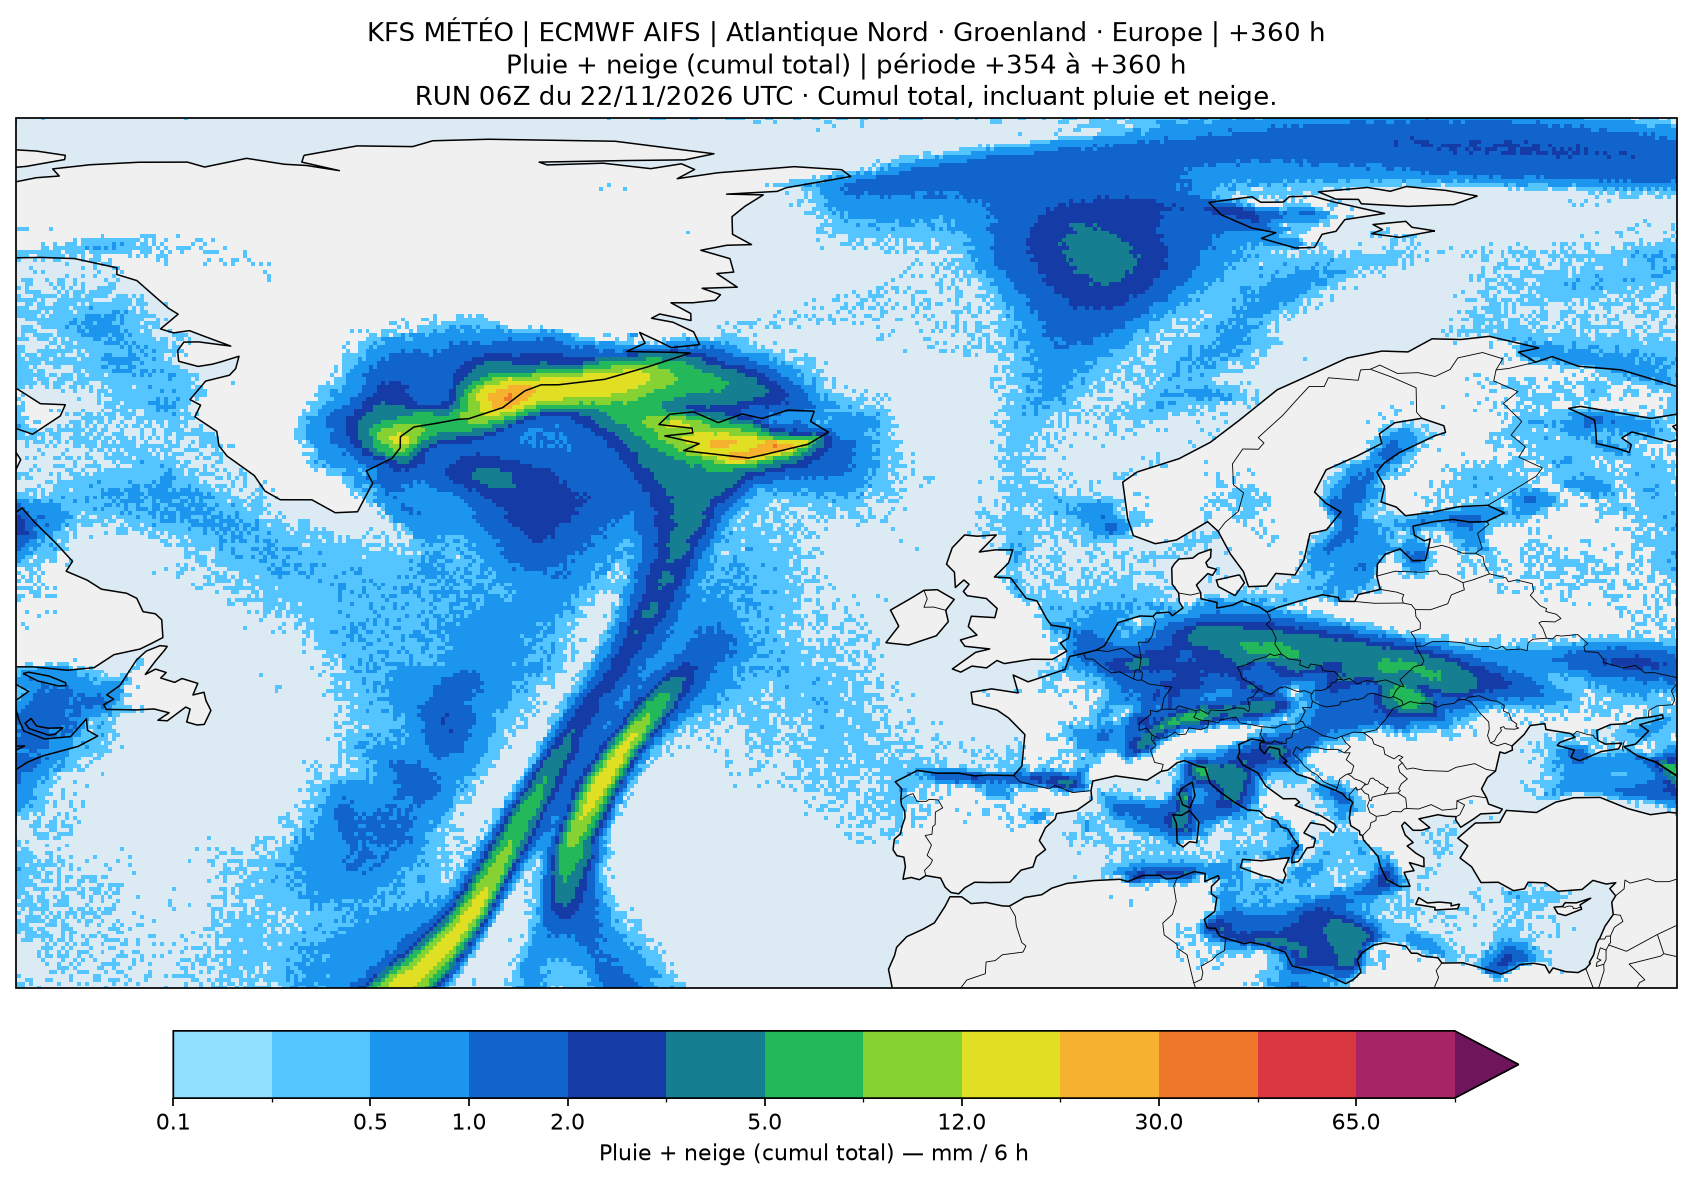 KFS MÉTÉO | ECMWF AIFS | Atlantique Nord · Groenland · Europe | +360 h
Pluie + neige (cumul total) | période +354 à +360 h
RUN 06Z du 22/11/2026 UTC · Cumul total, incluant pluie et neige.
0.1 0.5 1.0 2.0 5.0 12.0 30.0 65.0
Pluie + neige (cumul total) — mm / 6 h